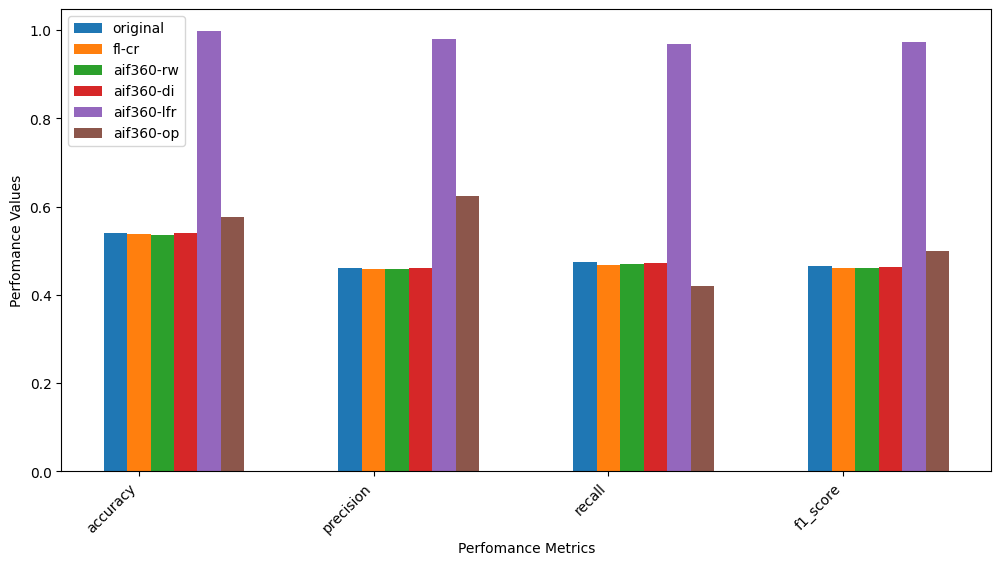 original
fl-cr
aif360-rw
aif360-di
aif360-lfr
aif360-op
Perfomance Values
1.0
0.8
0.6
0.4
0.2
0.0
accuracy
precision
recall
f1_score
Perfomance Metrics